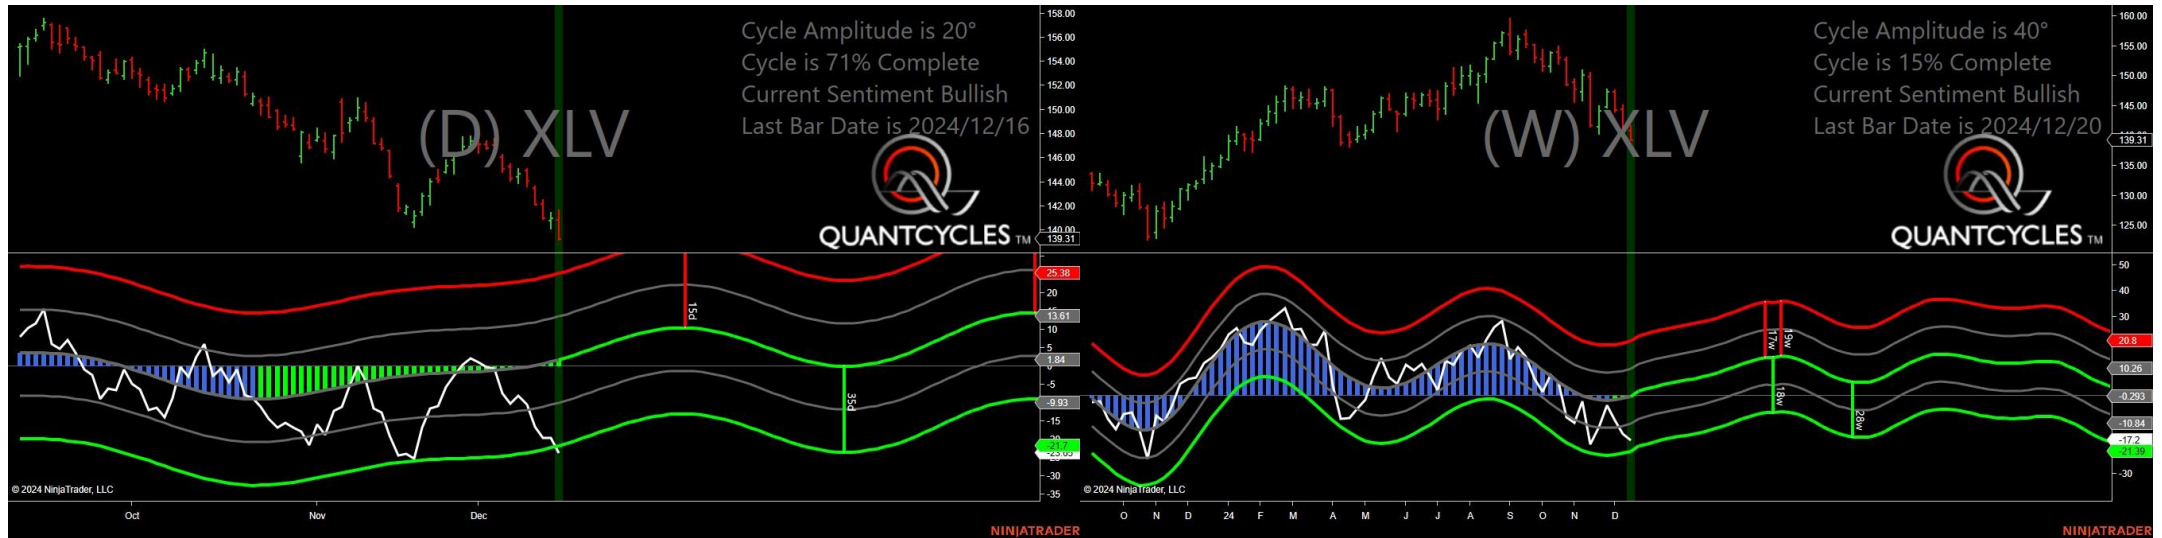 Cycle Amplitude is 20°
Cycle is 71% Complete
Current Sentiment Bullish
Last Bar Date is 2024/12/16
(D) XLV
QUANTCYCLES TM
158.00
156.00
154.00
152.00
150.00
148.00
146.00
144.00
142.00
140.00
139.31
25.38
20
13.61
10
5
1.84
0
-5
-9.93
-15
-21.7
-23.65
-30
-35
15d
35d
© 2024 NinjaTrader, LLC
Oct Nov Dec
NINJATRADER
Cycle Amplitude is 40°
Cycle is 15% Complete
Current Sentiment Bullish
Last Bar Date is 2024/12/20
(W) XLV
QUANTCYCLES TM
160.00
155.00
150.00
145.00
139.31
135.00
130.00
125.00
50
40
30
20.8
10.26
-0.293
-10.84
-17.2
-21.39
-30
17w
19w
18w
28w
© 2024 NinjaTrader, LLC
O N D 24 F M A M J J A S O N D
NINJATRADER